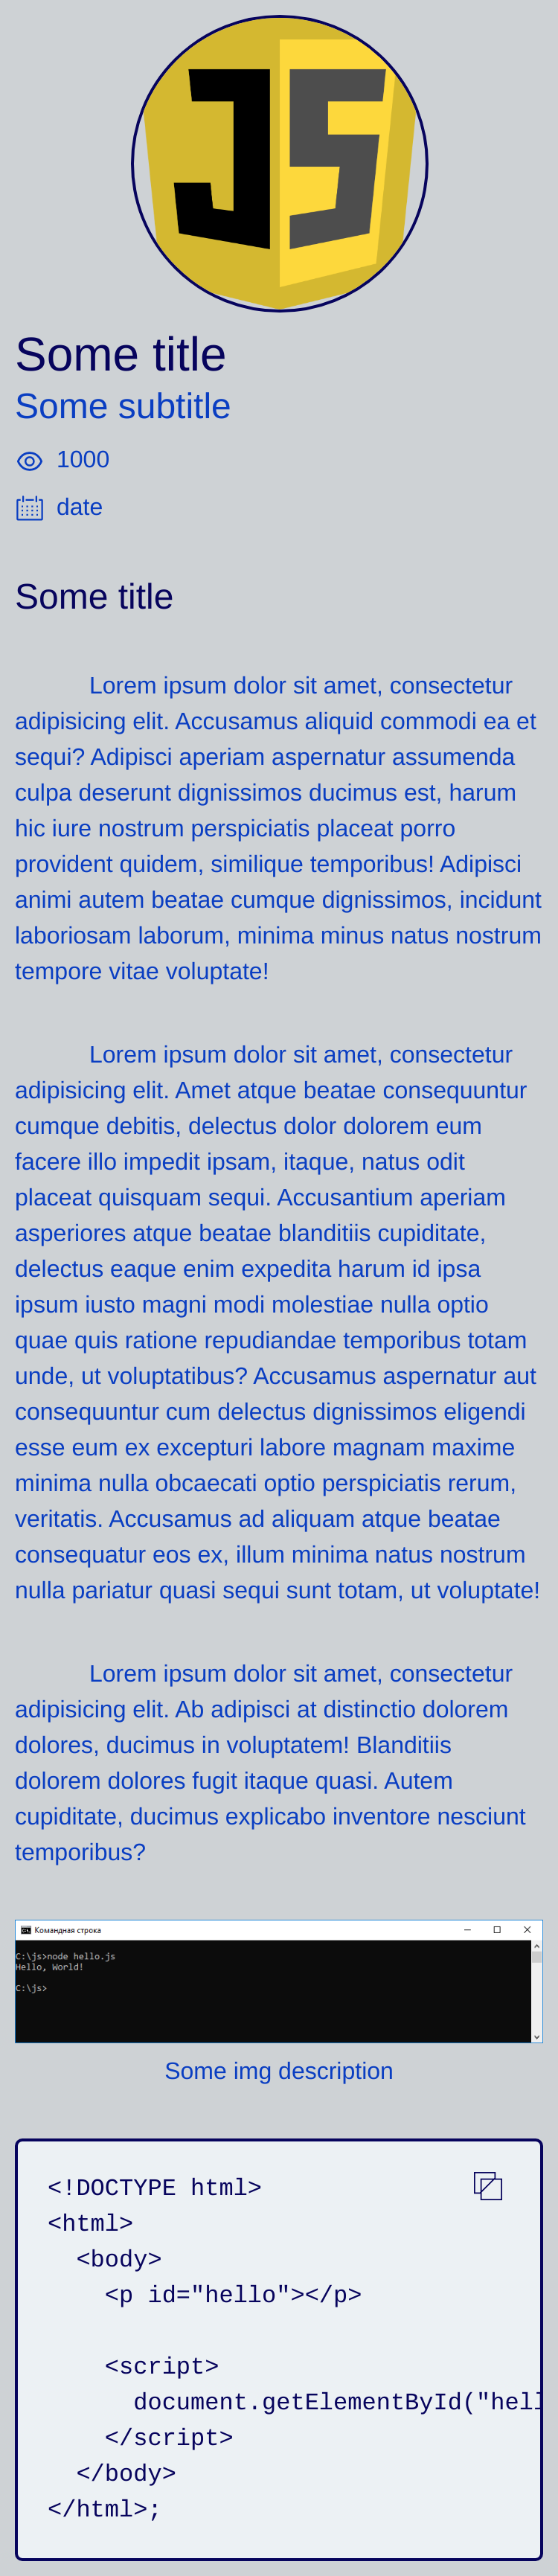 JS
Some title
Some subtitle
1000
date
Some title
Lorem ipsum dolor sit amet, consectetur
adipisicing elit. Accusamus aliquid commodi ea et
sequi? Adipisci aperiam aspernatur assumenda
culpa deserunt dignissimos ducimus est, harum
hic iure nostrum perspiciatis placeat porro
provident quidem, similique temporibus! Adipisci
animi autem beatae cumque dignissimos, incidunt
laboriosam laborum, minima minus natus nostrum
tempore vitae voluptate!
Lorem ipsum dolor sit amet, consectetur
adipisicing elit. Amet atque beatae consequuntur
cumque debitis, delectus dolor dolorem eum
facere illo impedit ipsam, itaque, natus odit
placeat quisquam sequi. Accusantium aperiam
asperiores atque beatae blanditiis cupiditate,
delectus eaque enim expedita harum id ipsa
ipsum iusto magni modi molestiae nulla optio
quae quis ratione repudiandae temporibus totam
unde, ut voluptatibus? Accusamus aspernatur aut
consequuntur cum delectus dignissimos eligendi
esse eum ex excepturi labore magnam maxime
minima nulla obcaecati optio perspiciatis rerum,
veritatis. Accusamus ad aliquam atque beatae
consequatur eos ex, illum minima natus nostrum
nulla pariatur quasi sequi sunt totam, ut voluptate!
Lorem ipsum dolor sit amet, consectetur
adipisicing elit. Ab adipisci at distinctio dolorem
dolores, ducimus in voluptatem! Blanditiis
dolorem dolores fugit itaque quasi. Autem
cupiditate, ducimus explicabo inventore nesciunt
temporibus?
Командная строка
C:\js>node hello.js
Hello, World!
C:\js>
Some img description
<!DOCTYPE html>
<html>
  <body>
    <p id="hello"></p>
    <script>
      document.getElementById("hell
    </script>
  </body>
</html>;